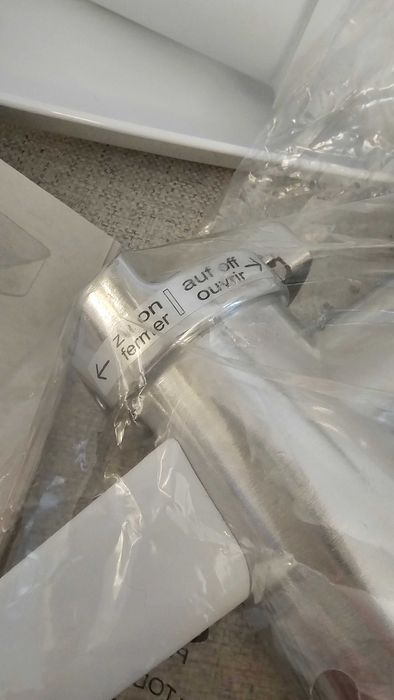 ← zu on | auf off →
fermer | ouvrir